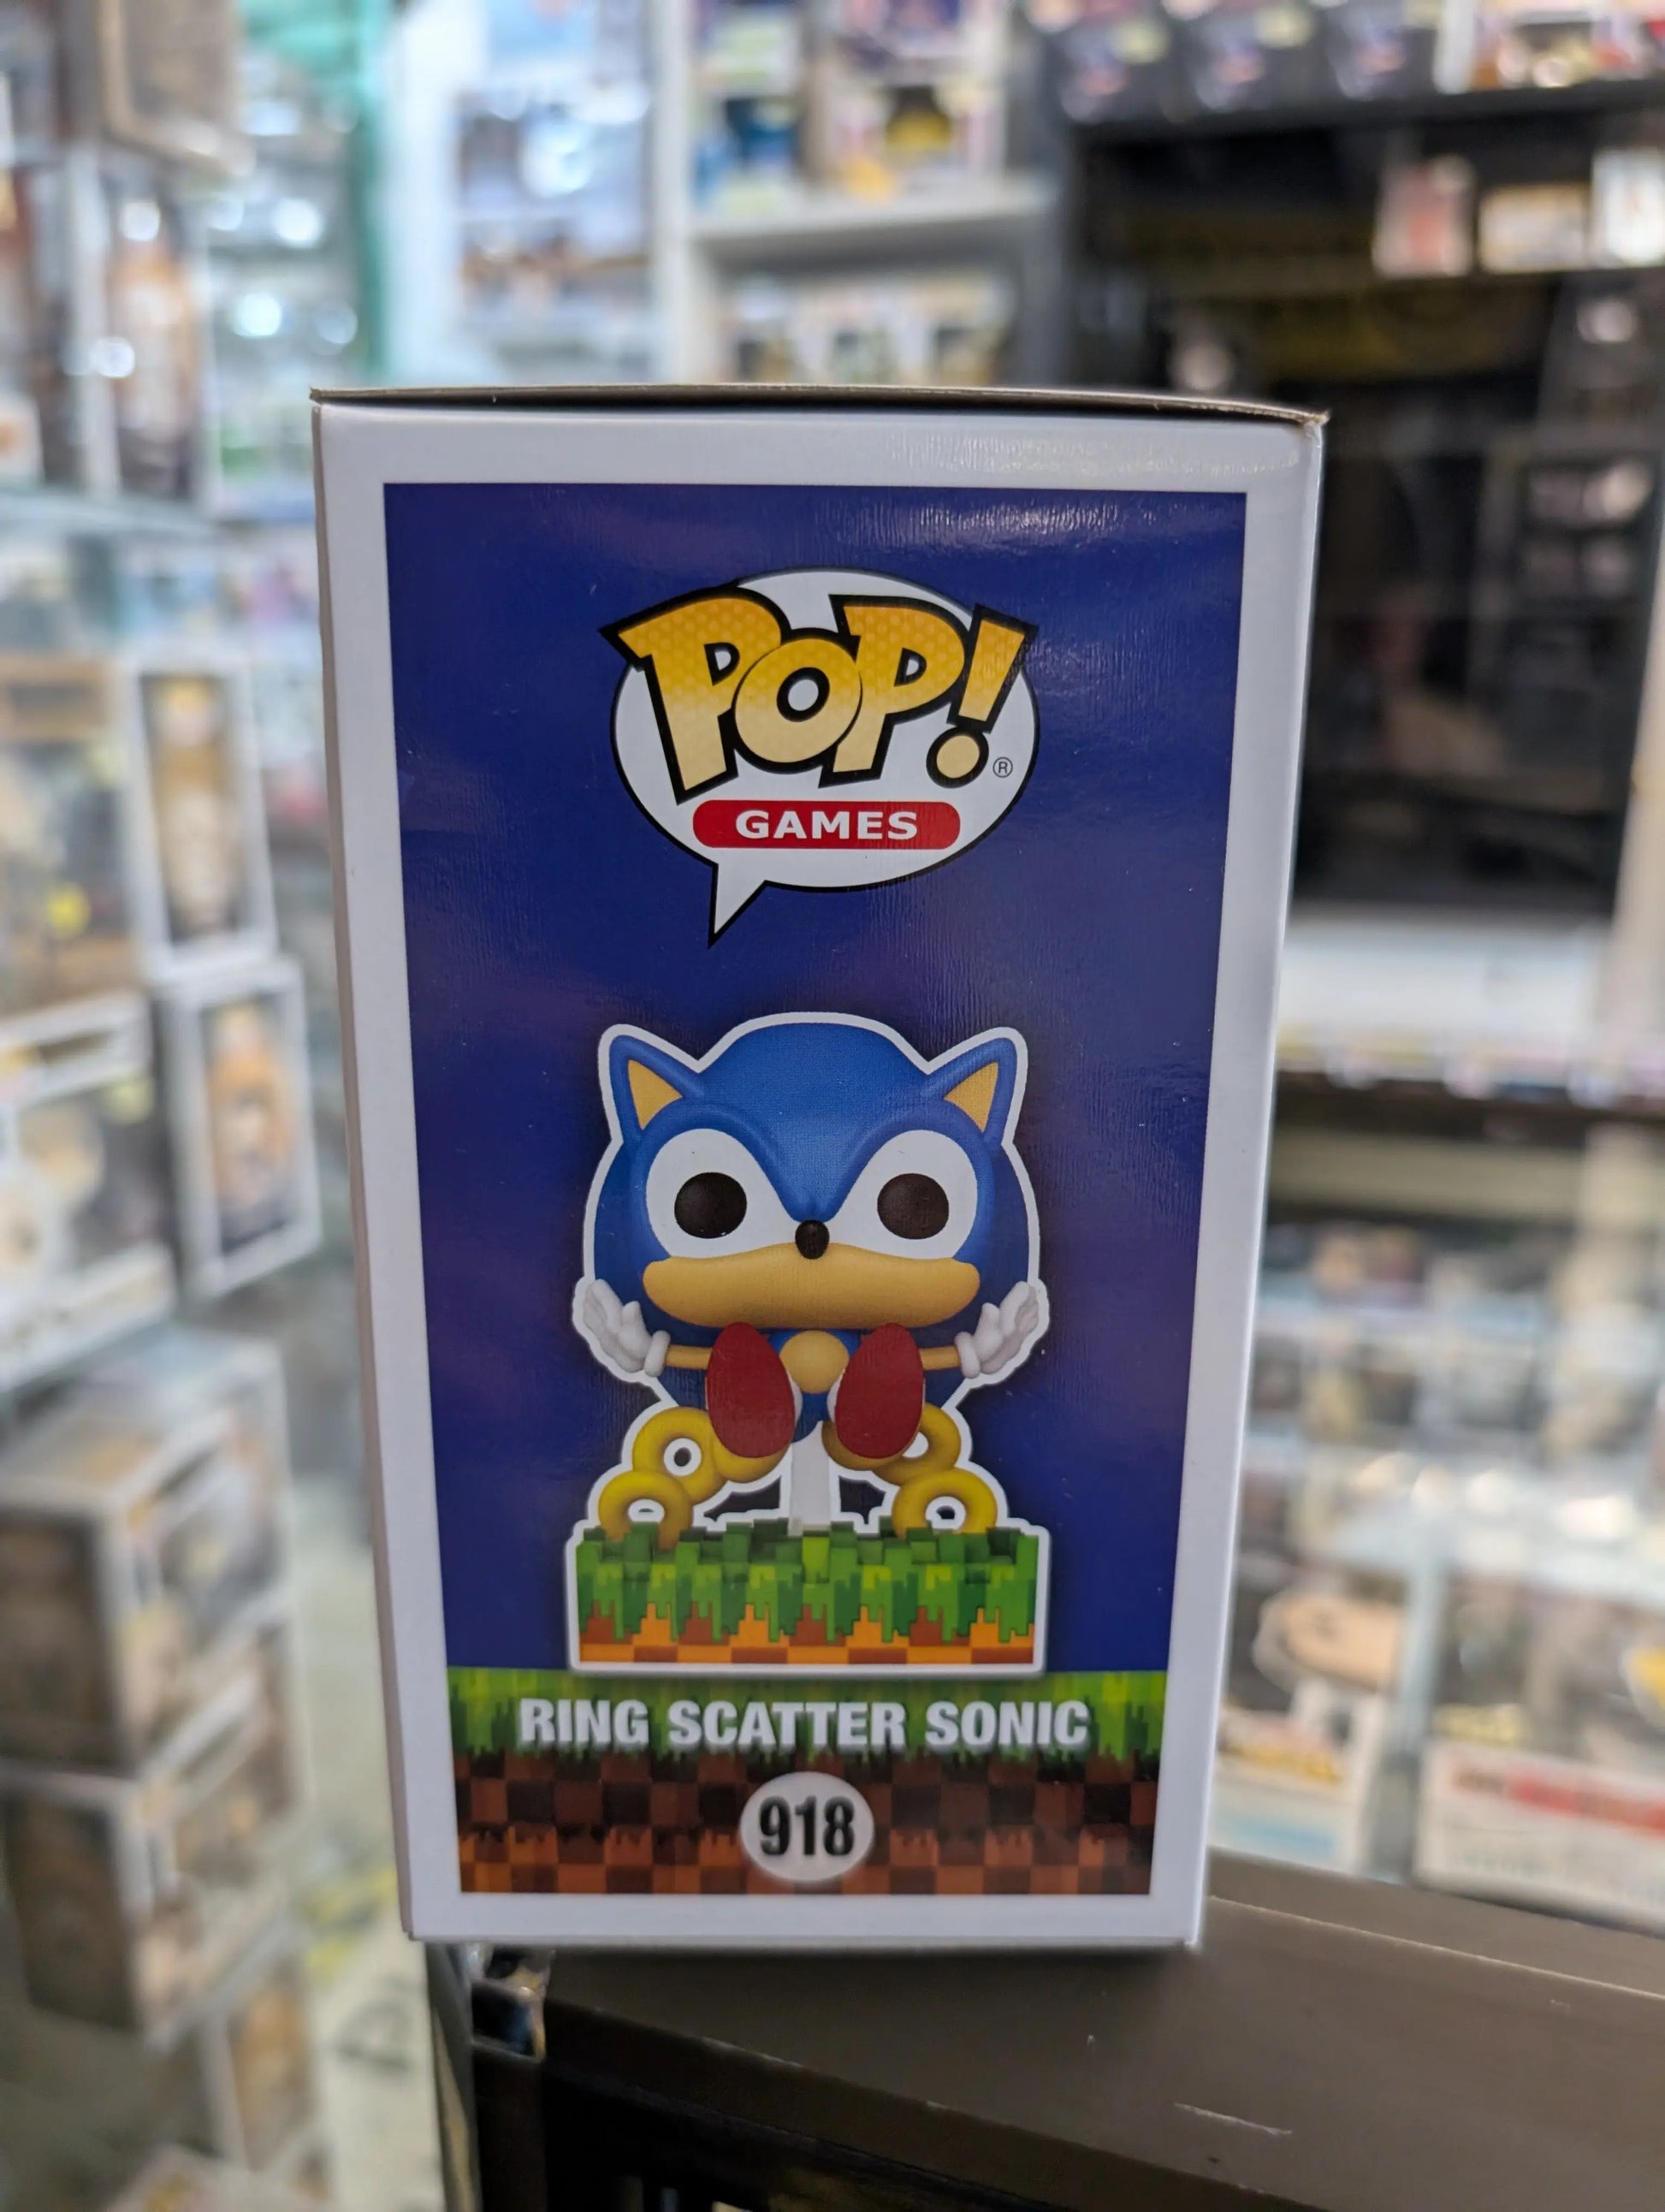 POP!
®
GAMES
RING SCATTER SONIC
918